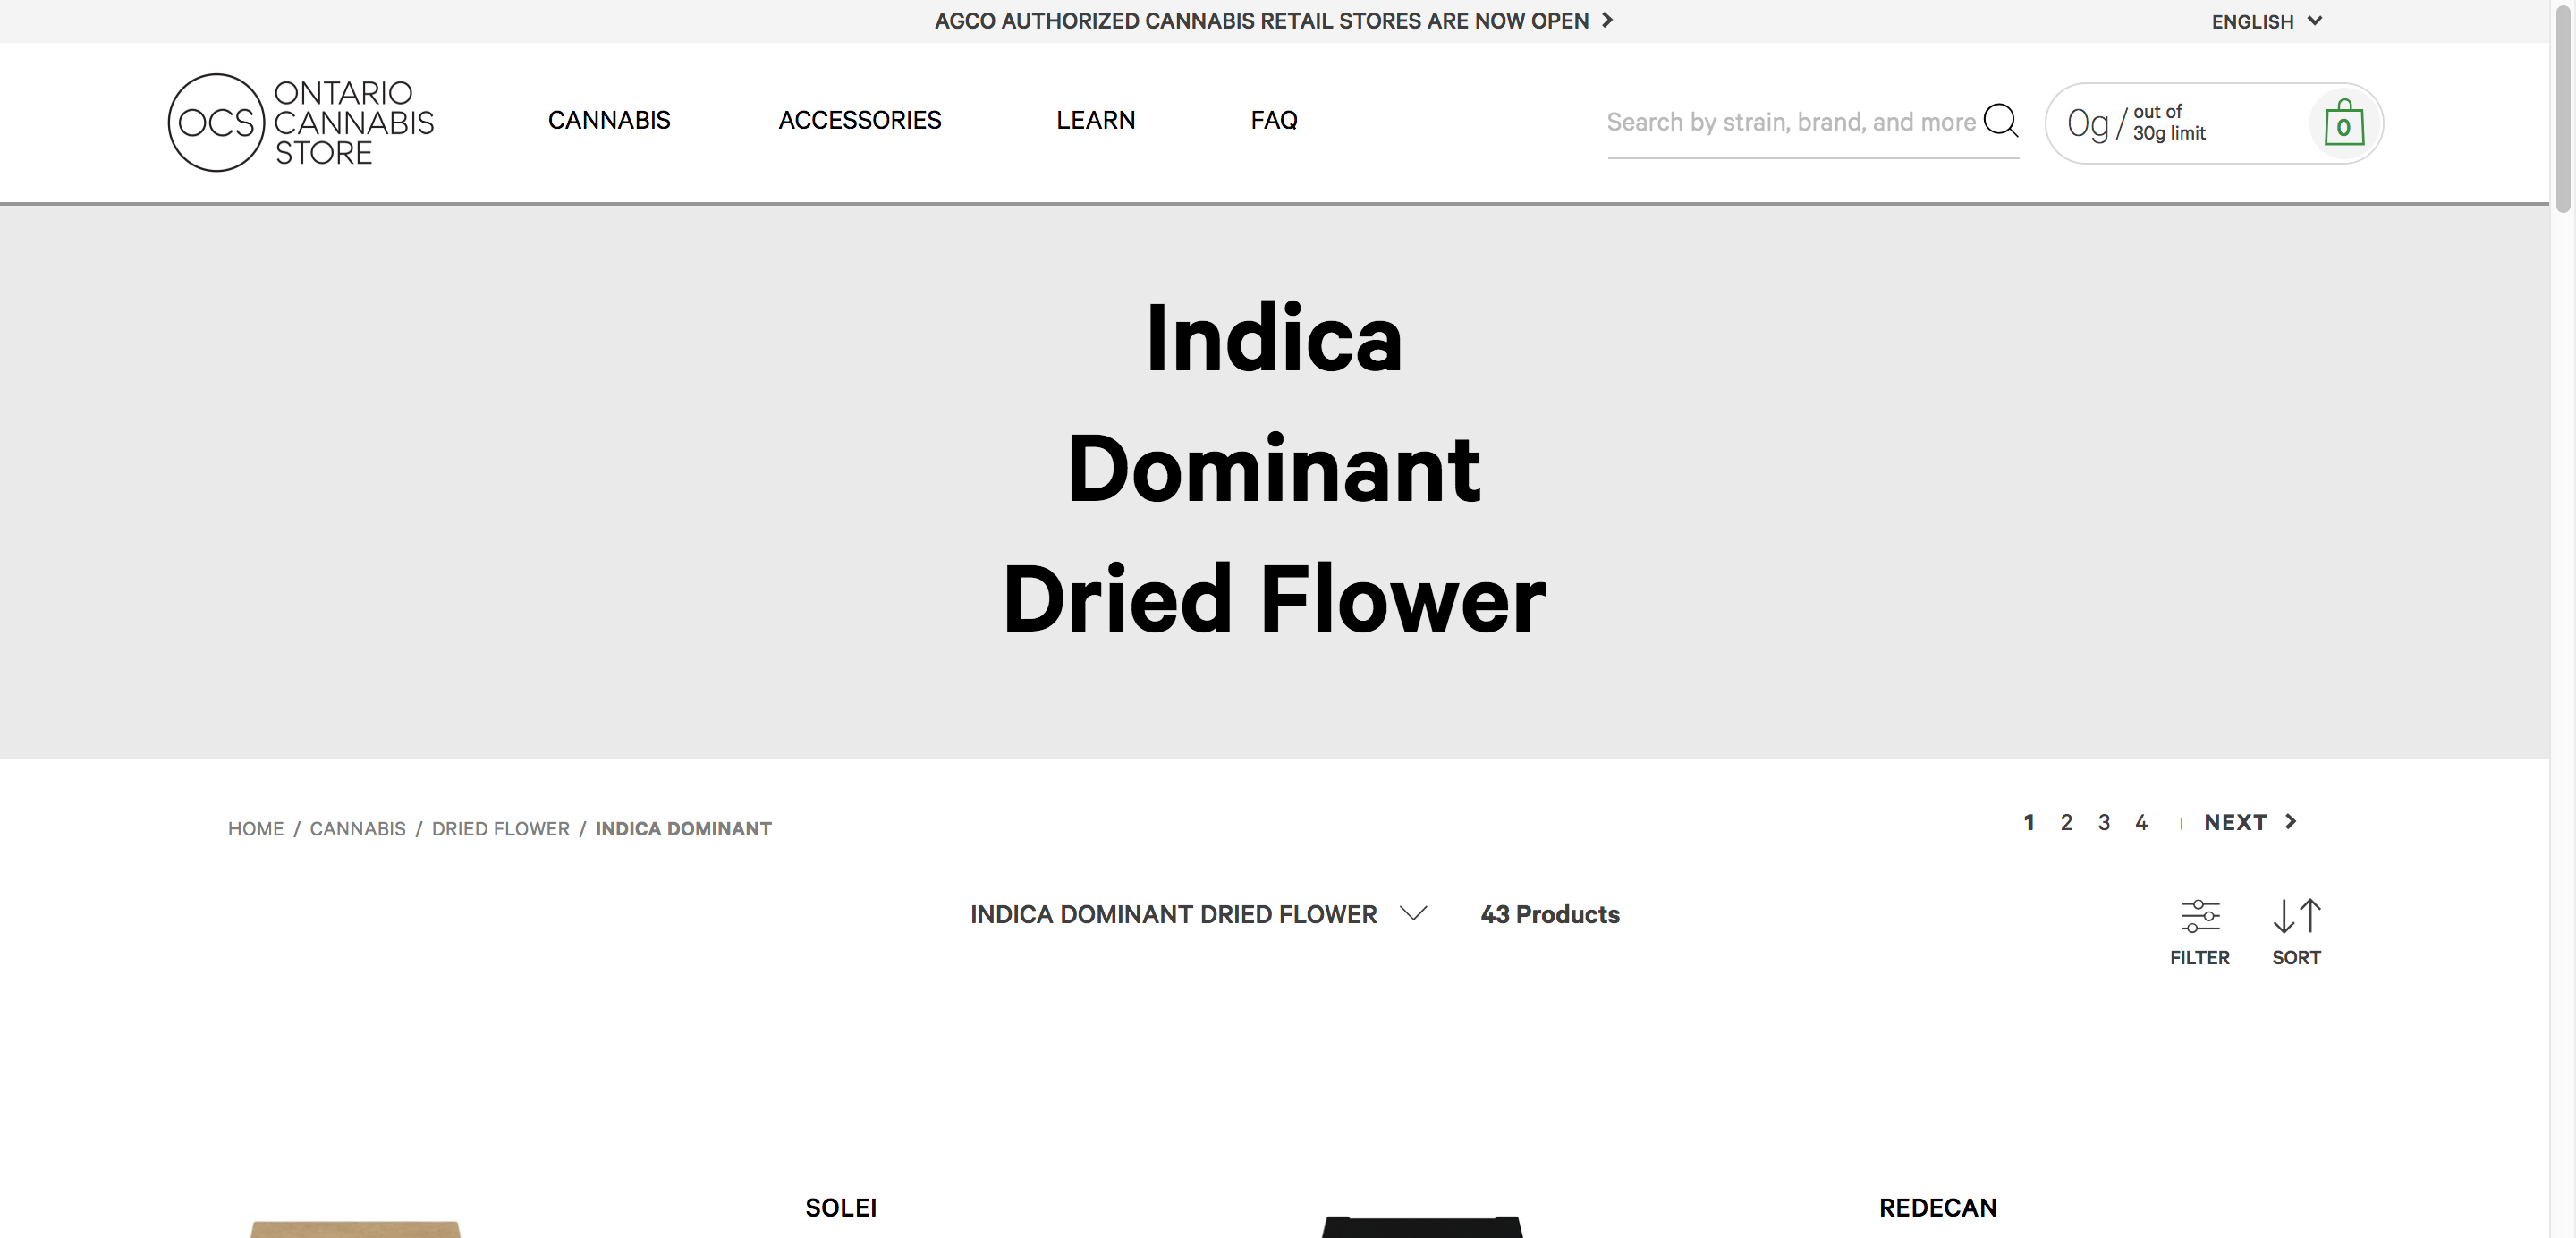 AGCO AUTHORIZED CANNABIS RETAIL STORES ARE NOW OPEN
ENGLISH
OCS
ONTARIO
CANNABIS
STORE
CANNABIS
ACCESSORIES
LEARN
FAQ
Search by strain, brand, and more
0g / out of
30g limit
0
Indica
Dominant
Dried Flower
HOME / CANNABIS / DRIED FLOWER / INDICA DOMINANT
1 2 3 4 | NEXT
INDICA DOMINANT DRIED FLOWER
43 Products
FILTER
SORT
SOLEI
REDECAN